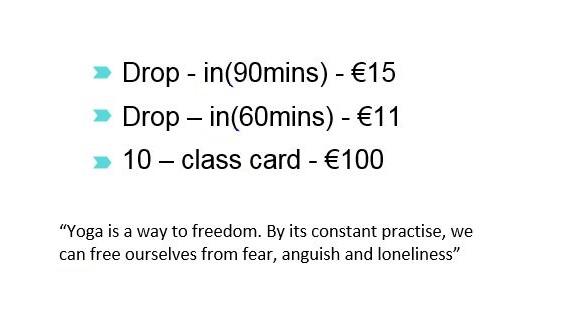 Drop - in(90mins) - €15
Drop – in(60mins) - €11
10 – class card - €100
“Yoga is a way to freedom. By its constant practise, we
can free ourselves from fear, anguish and loneliness”